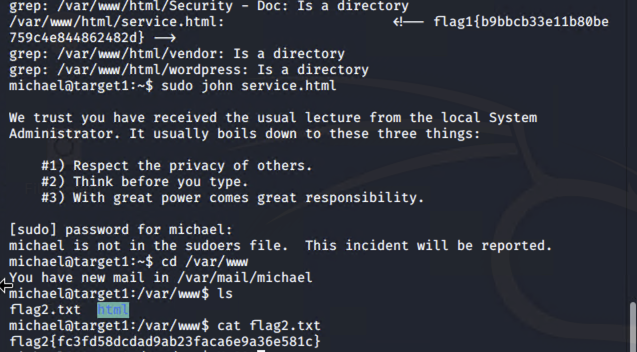 grep: /var/www/html/Security - Doc: Is a directory
/var/www/html/service.html:                    <!-- flag1{b9bbcb33e11b80be
759c4e844862482d} -->
grep: /var/www/html/vendor: Is a directory
grep: /var/www/html/wordpress: Is a directory
michael@target1:~$ sudo john service.html
We trust you have received the usual lecture from the local System
Administrator. It usually boils down to these three things:
#1) Respect the privacy of others.
#2) Think before you type.
#3) With great power comes great responsibility.
[sudo] password for michael:
michael is not in the sudoers file.  This incident will be reported.
michael@target1:~$ cd /var/www
You have new mail in /var/mail/michael
michael@target1:/var/www$ ls
flag2.txt  html
michael@target1:/var/www$ cat flag2.txt
flag2{fc3fd58dcdad9ab23faca6e9a36e581c}